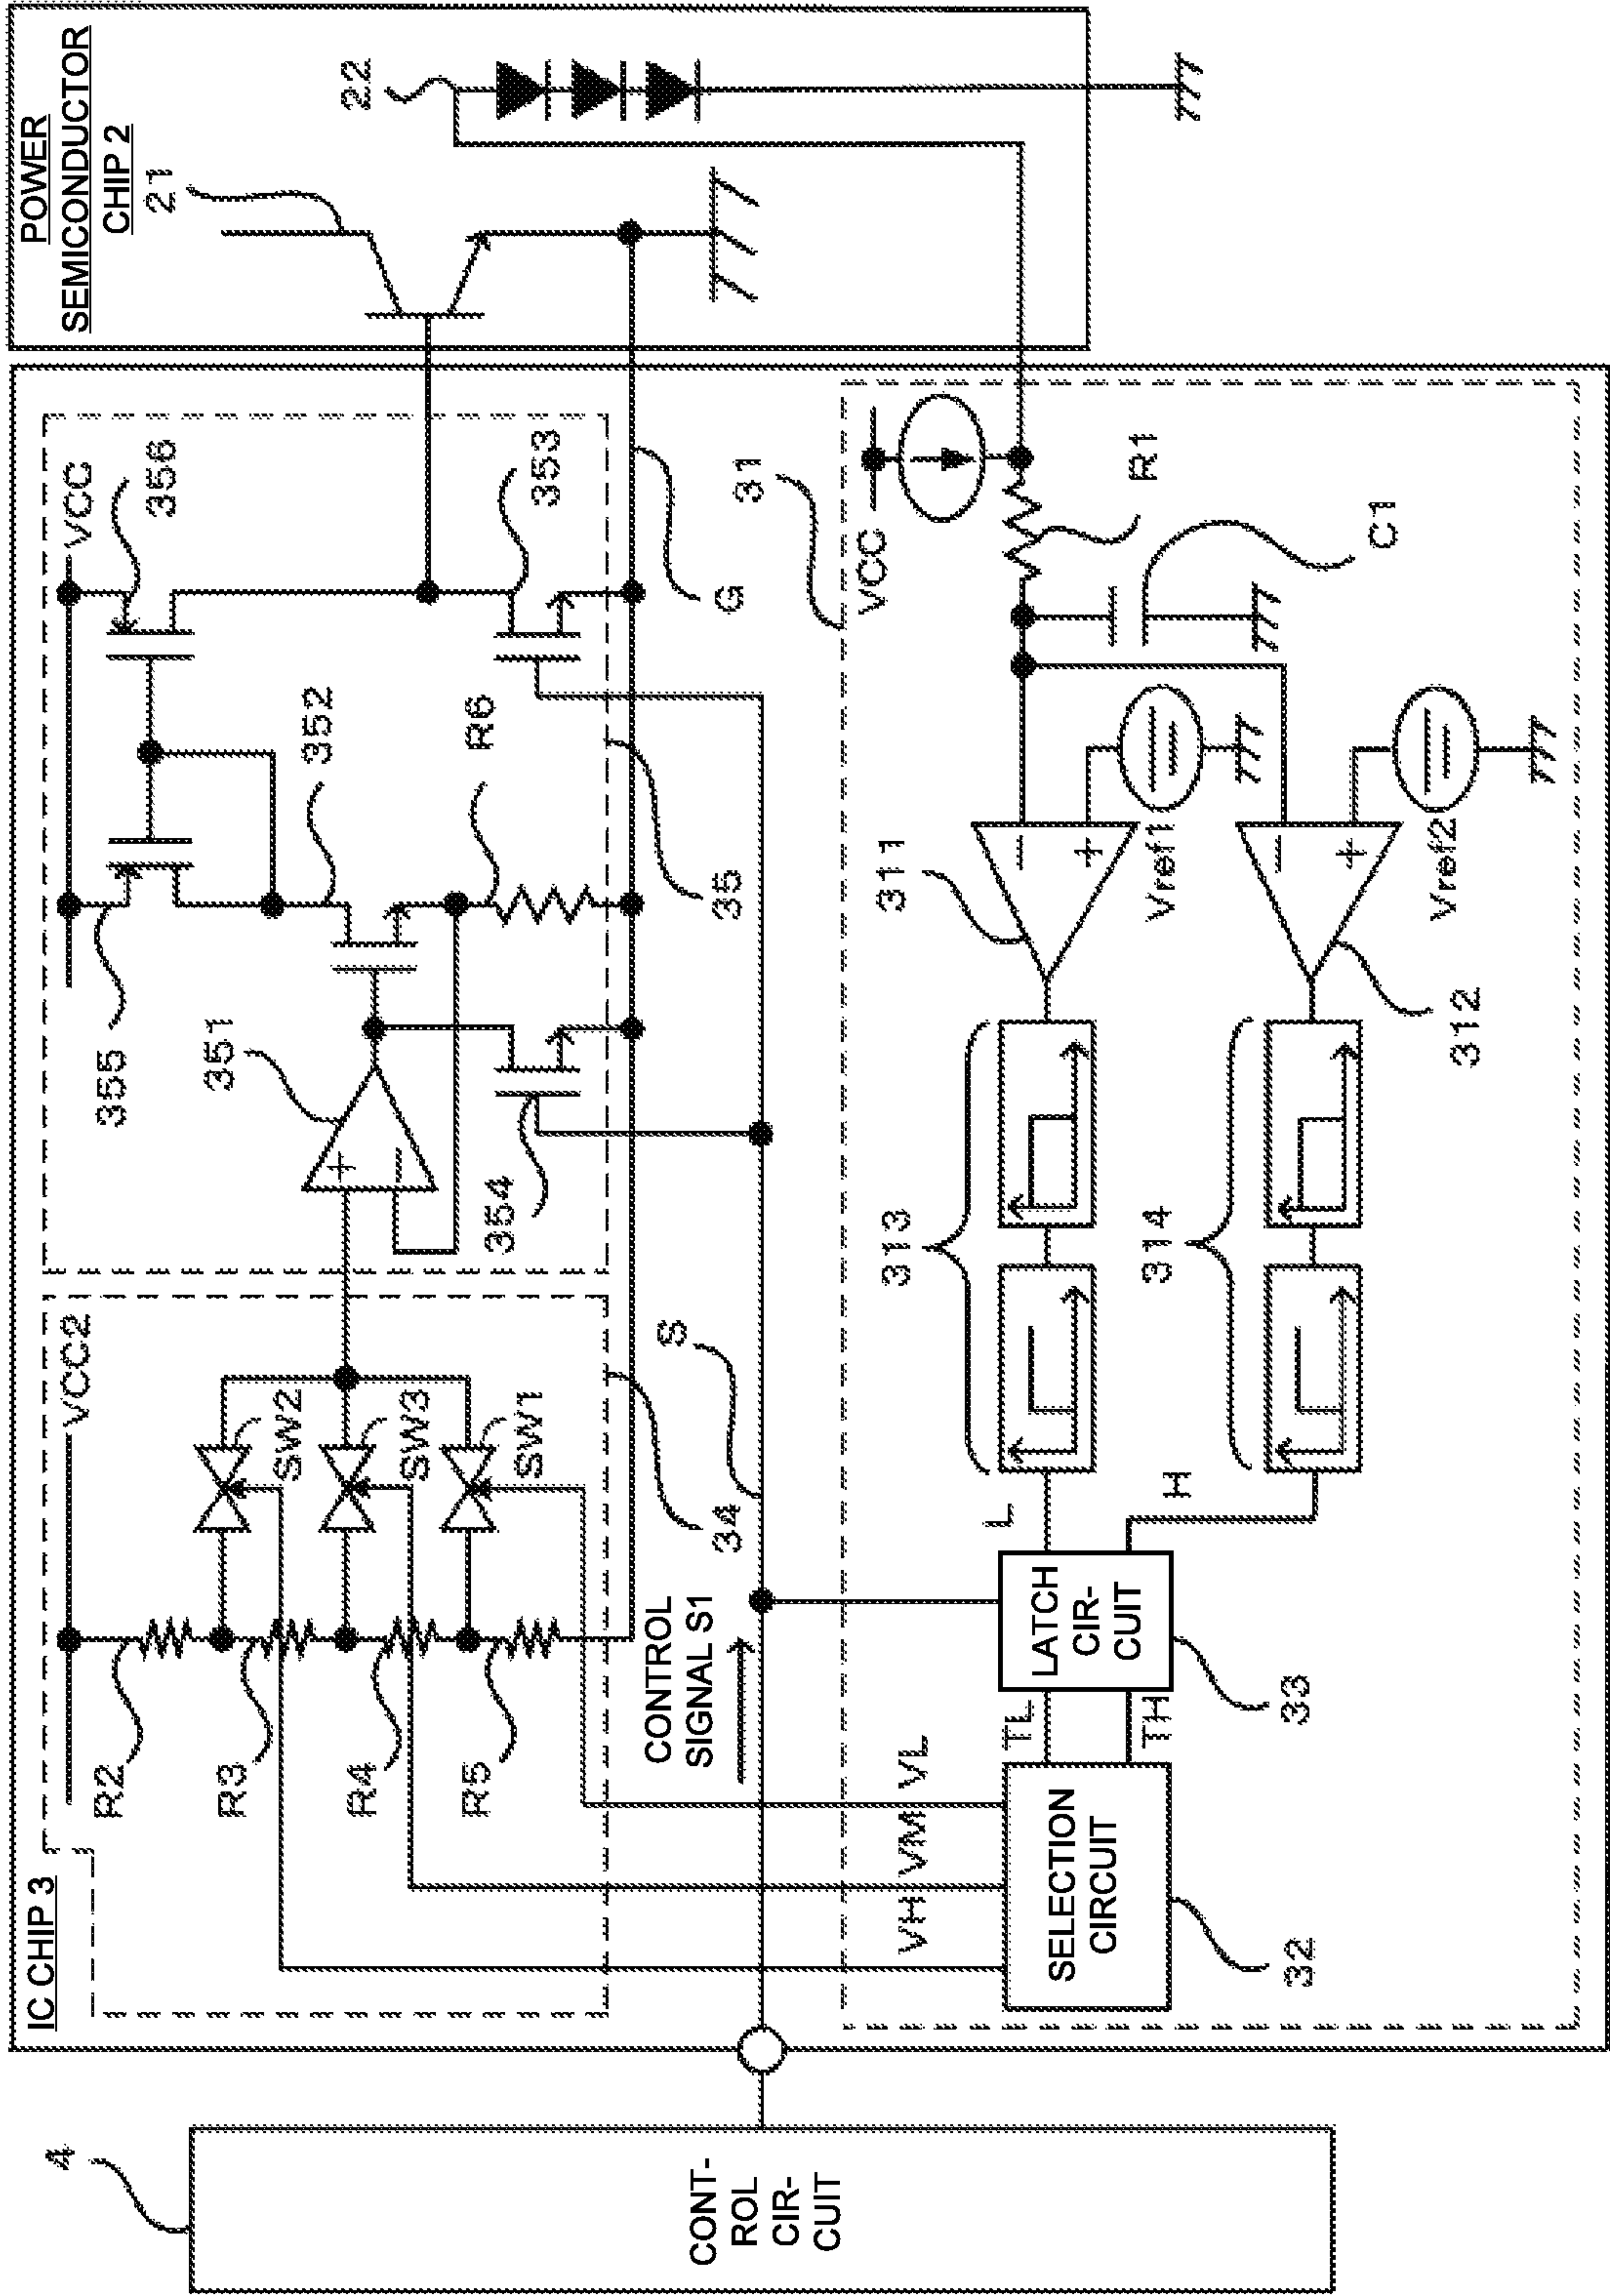 POWER
SEMICONDUCTOR
CHIP 2
21
22
IC CHIP 3
VCC2
R2
R3
R4
R5
SW2
SW3
SW1
34
VCC
355
356
351
352
353
354
R6
35
G
S
CONTROL
SIGNAL S1
31
VCC
R1
C1
311
Vref1
312
Vref2
313
314
L
H
LATCH
CIR-
CUIT
33
TL
TH
VH
VM
VL
SELECTION
CIRCUIT
32
4
CONT-
ROL
CIR-
CUIT